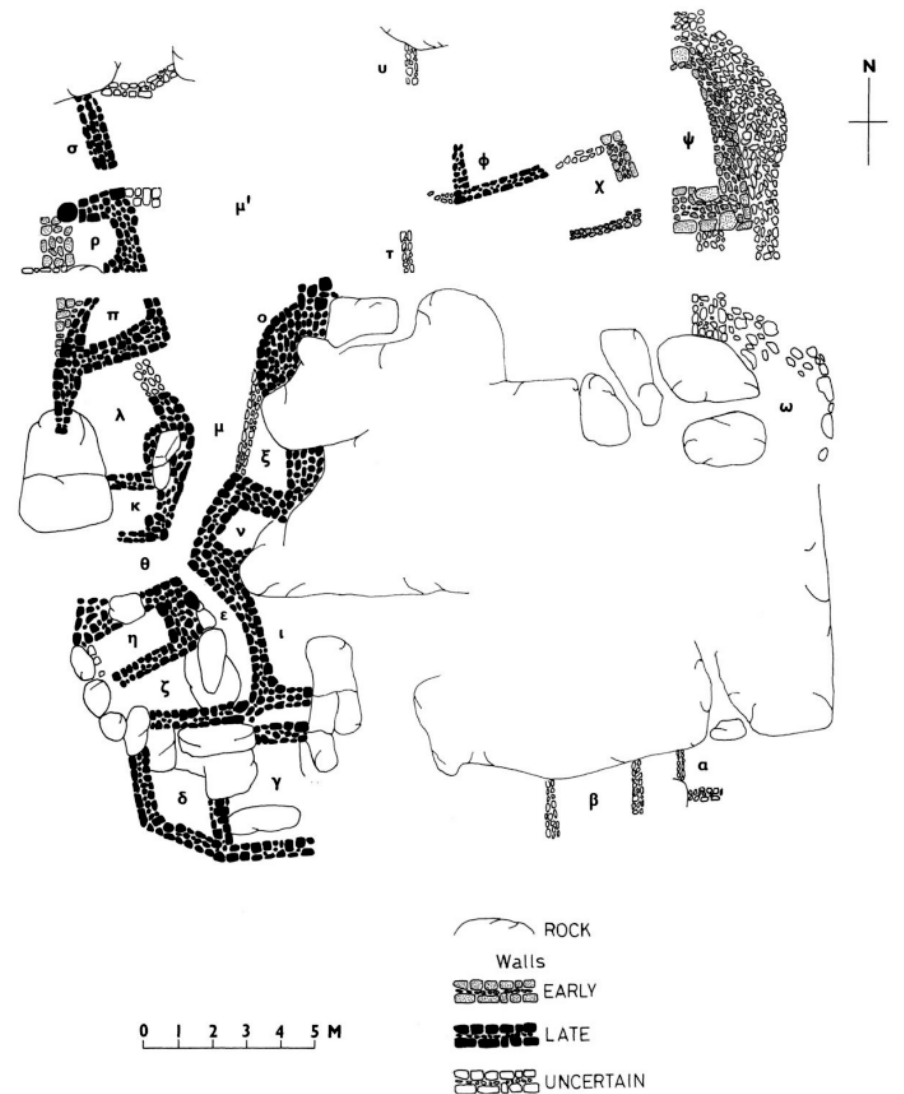 υ
N
σ
φ
ψ
χ
μ'
ρ
τ
π
ο
λ
μ
ω
ξ
κ
ν
θ
ε
η
ι
ζ
α
γ
δ
β
ROCK
Walls
EARLY
0 1 2 3 4 5 M
LATE
UNCERTAIN